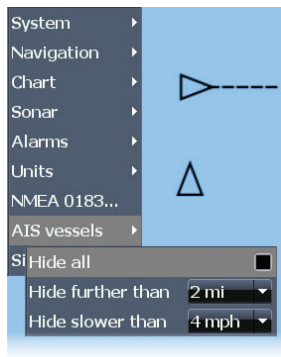 System
Navigation
Chart
Sonar
Alarms
Units
NMEA 0183...
AIS vessels
Si
Hide all
Hide further than 2 mi
Hide slower than 4 mph